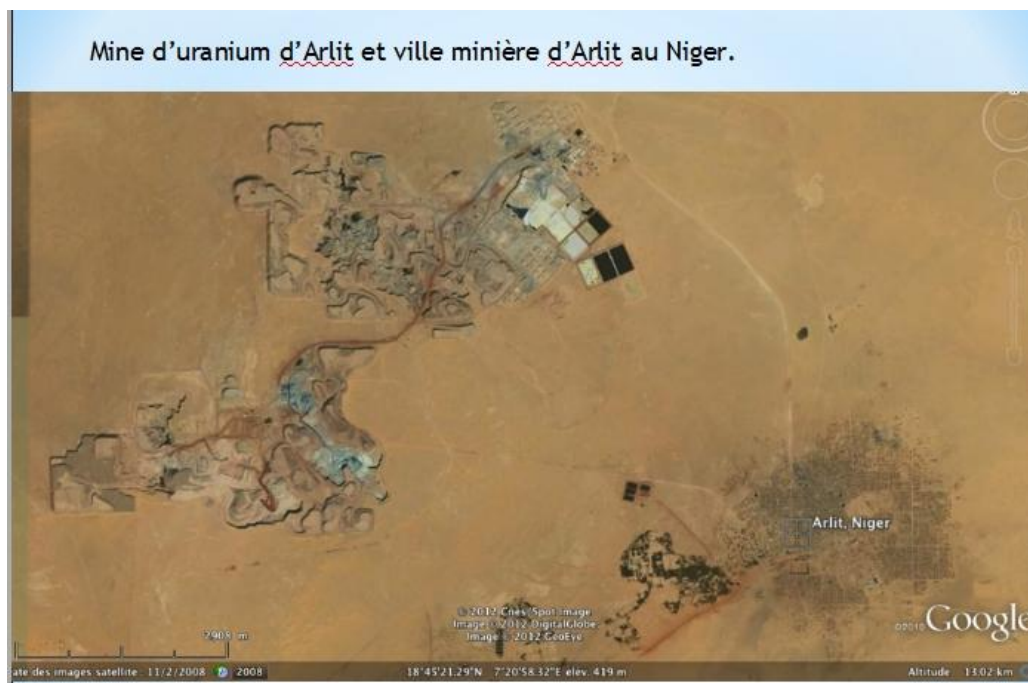 Mine d'uranium d'Arlit et ville minière d'Arlit au Niger.
Arlit, Niger
©2012 Cnes/Spot Image
Image ©2012 DigitalGlobe
Image © 2012 GeoEye
©2010 Google
2908 m
ate des images satellite: 11/2/2008 2008 18°45'21.29"N 7°20'58.32"E élév. 419 m Altitude 13.02 km